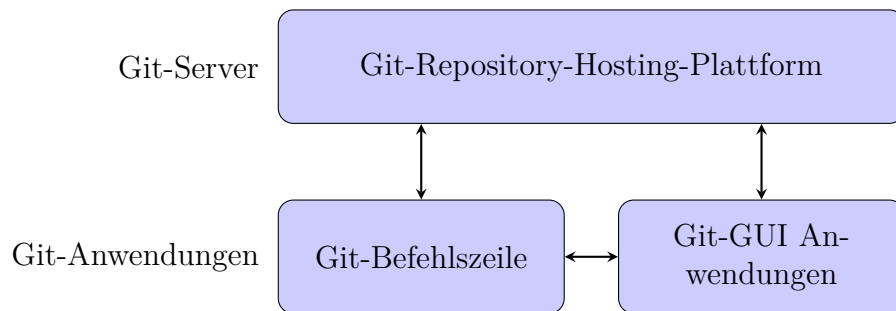 Git-Server
Git-Repository-Hosting-Plattform
Git-Anwendungen
Git-Befehlszeile
Git-GUI An-
wendungen